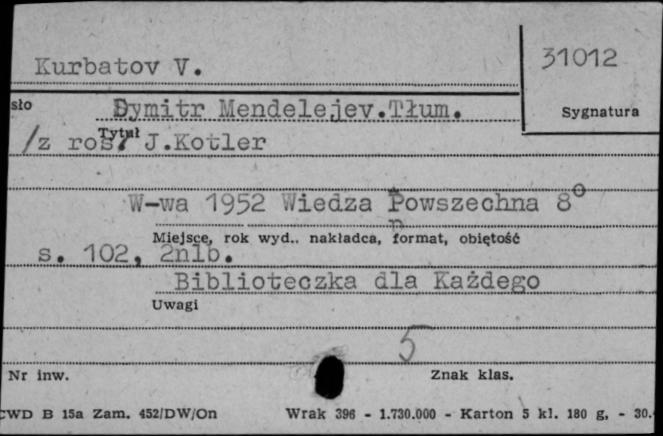 Kurbatov V.
31012
sło
Dymitr Mendelejev.Tłum.
Sygnatura
Tytuł
/z ros/ J.Kotler
W-wa 1952 Wiedza Powszechna 8°
Miejsce, rok wyd., nakładca, format, objętość
s. 102, 2nlb.
Biblioteczka dla Każdego
Uwagi
5
Nr inw.
Znak klas.
CWD B 15a Zam. 452/DW/On Wrak 396 - 1.730.000 - Karton 5 kl. 180 g, - 30.